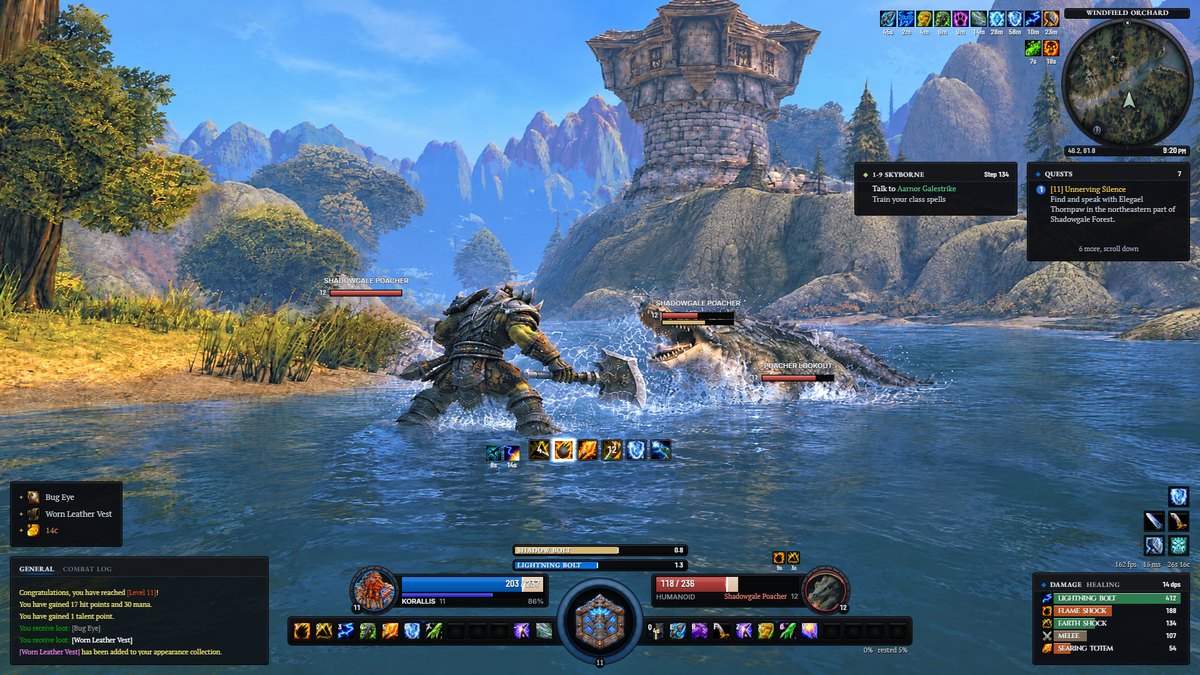 46s 2m 4m 6m 6m 14m 28m 58m 10m 23m
7s 18s
WINDFIELD ORCHARD
46.2, 61.8
9:20 PM
1-9 SKYBORNE
Step 134
Talk to Aarnor Galestrike
Train your class spells
QUESTS
7
1
[11] Unnerving Silence
Find and speak with Elegael
Thornpaw in the northeastern part of
Shadowgale Forest.
6 more, scroll down
SHADOWGALE POACHER
12
SHADOWGALE POACHER
12
POACHER LOOKOUT
8s 14s
4
12
Bug Eye
Worn Leather Vest
14c
GENERAL
COMBAT LOG
Congratulations, you have reached [Level 11]!
You have gained 17 hit points and 30 mana.
You have gained 1 talent point.
You receive loot: [Bug Eye]
You receive loot: [Worn Leather Vest]
[Worn Leather Vest] has been added to your appearance collection.
SHADOW BOLT
0.8
LIGHTNING BOLT
1.3
9s 3s
203 / 237
KORALLIS 11
86%
11
118 / 236
HUMANOID
Shadowgale Poacher 12
12
11
0% rested 5%
162 fps 15 ms 26s 16c
DAMAGE
HEALING
14 dps
LIGHTNING BOLT
412
FLAME SHOCK
188
EARTH SHOCK
134
MELEE
107
SEARING TOTEM
54